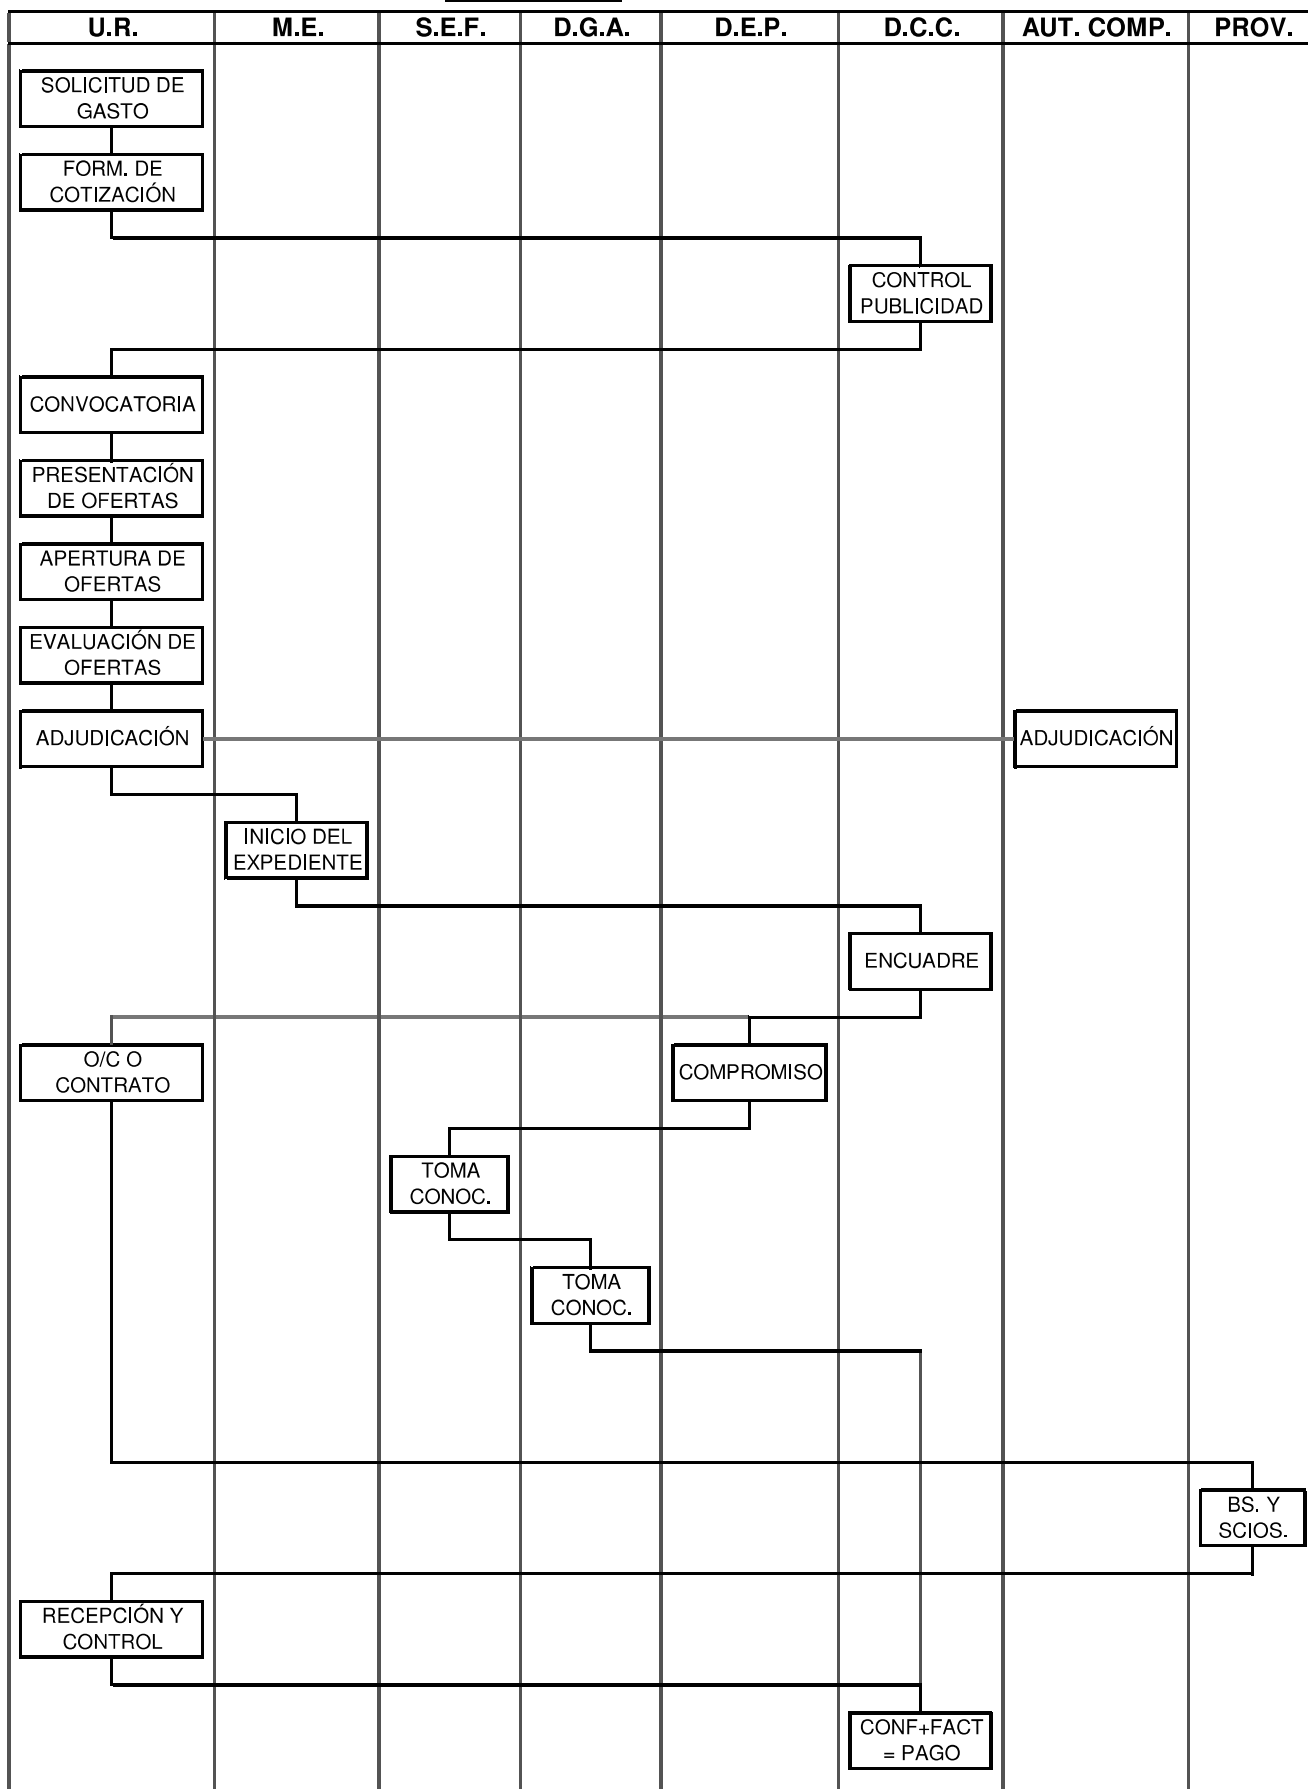 U.R. M.E. S.E.F. D.G.A. D.E.P. D.C.C. AUT. COMP. PROV.
SOLICITUD DE
GASTO
FORM. DE
COTIZACIÓN
CONTROL
PUBLICIDAD
CONVOCATORIA
PRESENTACIÓN
DE OFERTAS
APERTURA DE
OFERTAS
EVALUACIÓN DE
OFERTAS
ADJUDICACIÓN ADJUDICACIÓN
INICIO DEL
EXPEDIENTE
ENCUADRE
O/C O
CONTRATO
COMPROMISO
TOMA
CONOC.
TOMA
CONOC.
BS. Y
SCIOS.
RECEPCIÓN Y
CONTROL
CONF+FACT
= PAGO